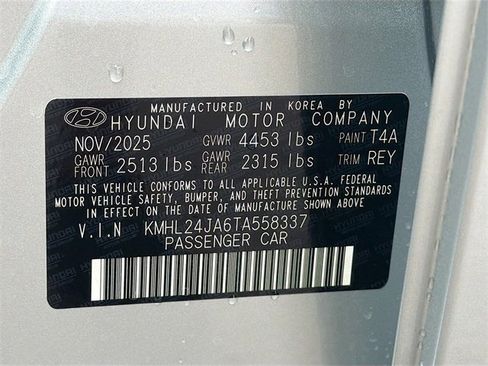 MANUFACTURED IN KOREA BY
HYUNDAI MOTOR COMPANY
NOV/2025 GVWR 4453 lbs PAINT T4A
GAWR FRONT 2513 lbs GAWR REAR 2315 lbs TRIM REY
THIS VEHICLE CONFORMS TO ALL APPLICABLE U.S.A. FEDERAL
MOTOR VEHICLE SAFETY, BUMPER, AND THEFT PREVENTION STANDARDS
IN EFFECT ON THE DATE OF MANUFACTURE SHOWN ABOVE.
V.I.N KMHL24JA6TA558337
PASSENGER CAR